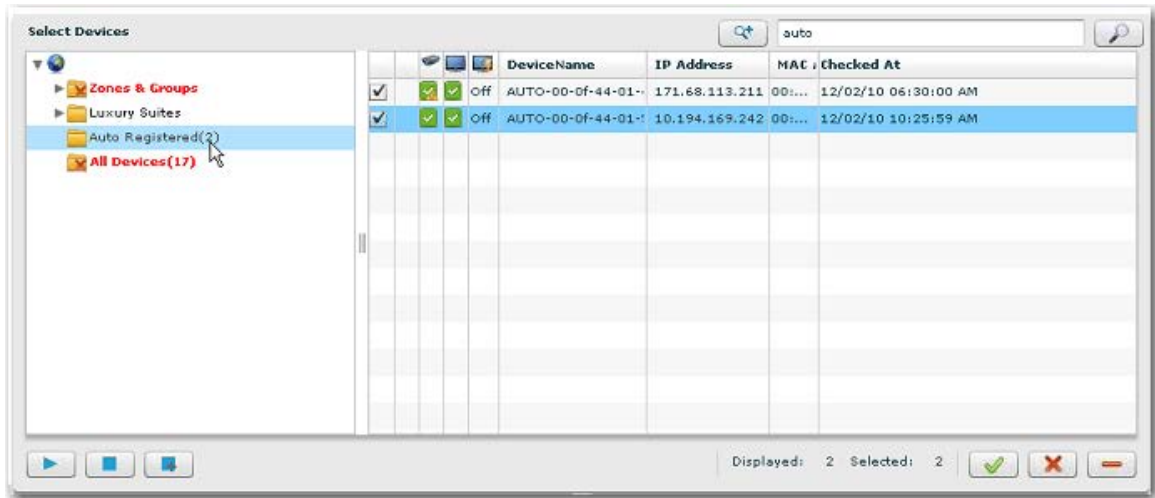 Select Devices
auto
Zones & Groups
Luxury Suites
Auto Registered(2)
All Devices(17)
DeviceName IP Address MAC Checked At
Off AUTO-00-0f-44-01- 171.68.113.211 00:... 12/02/10 06:30:00 AM
Off AUTO-00-0f-44-01- 10.194.169.242 00:... 12/02/10 10:25:59 AM
Displayed: 2 Selected: 2